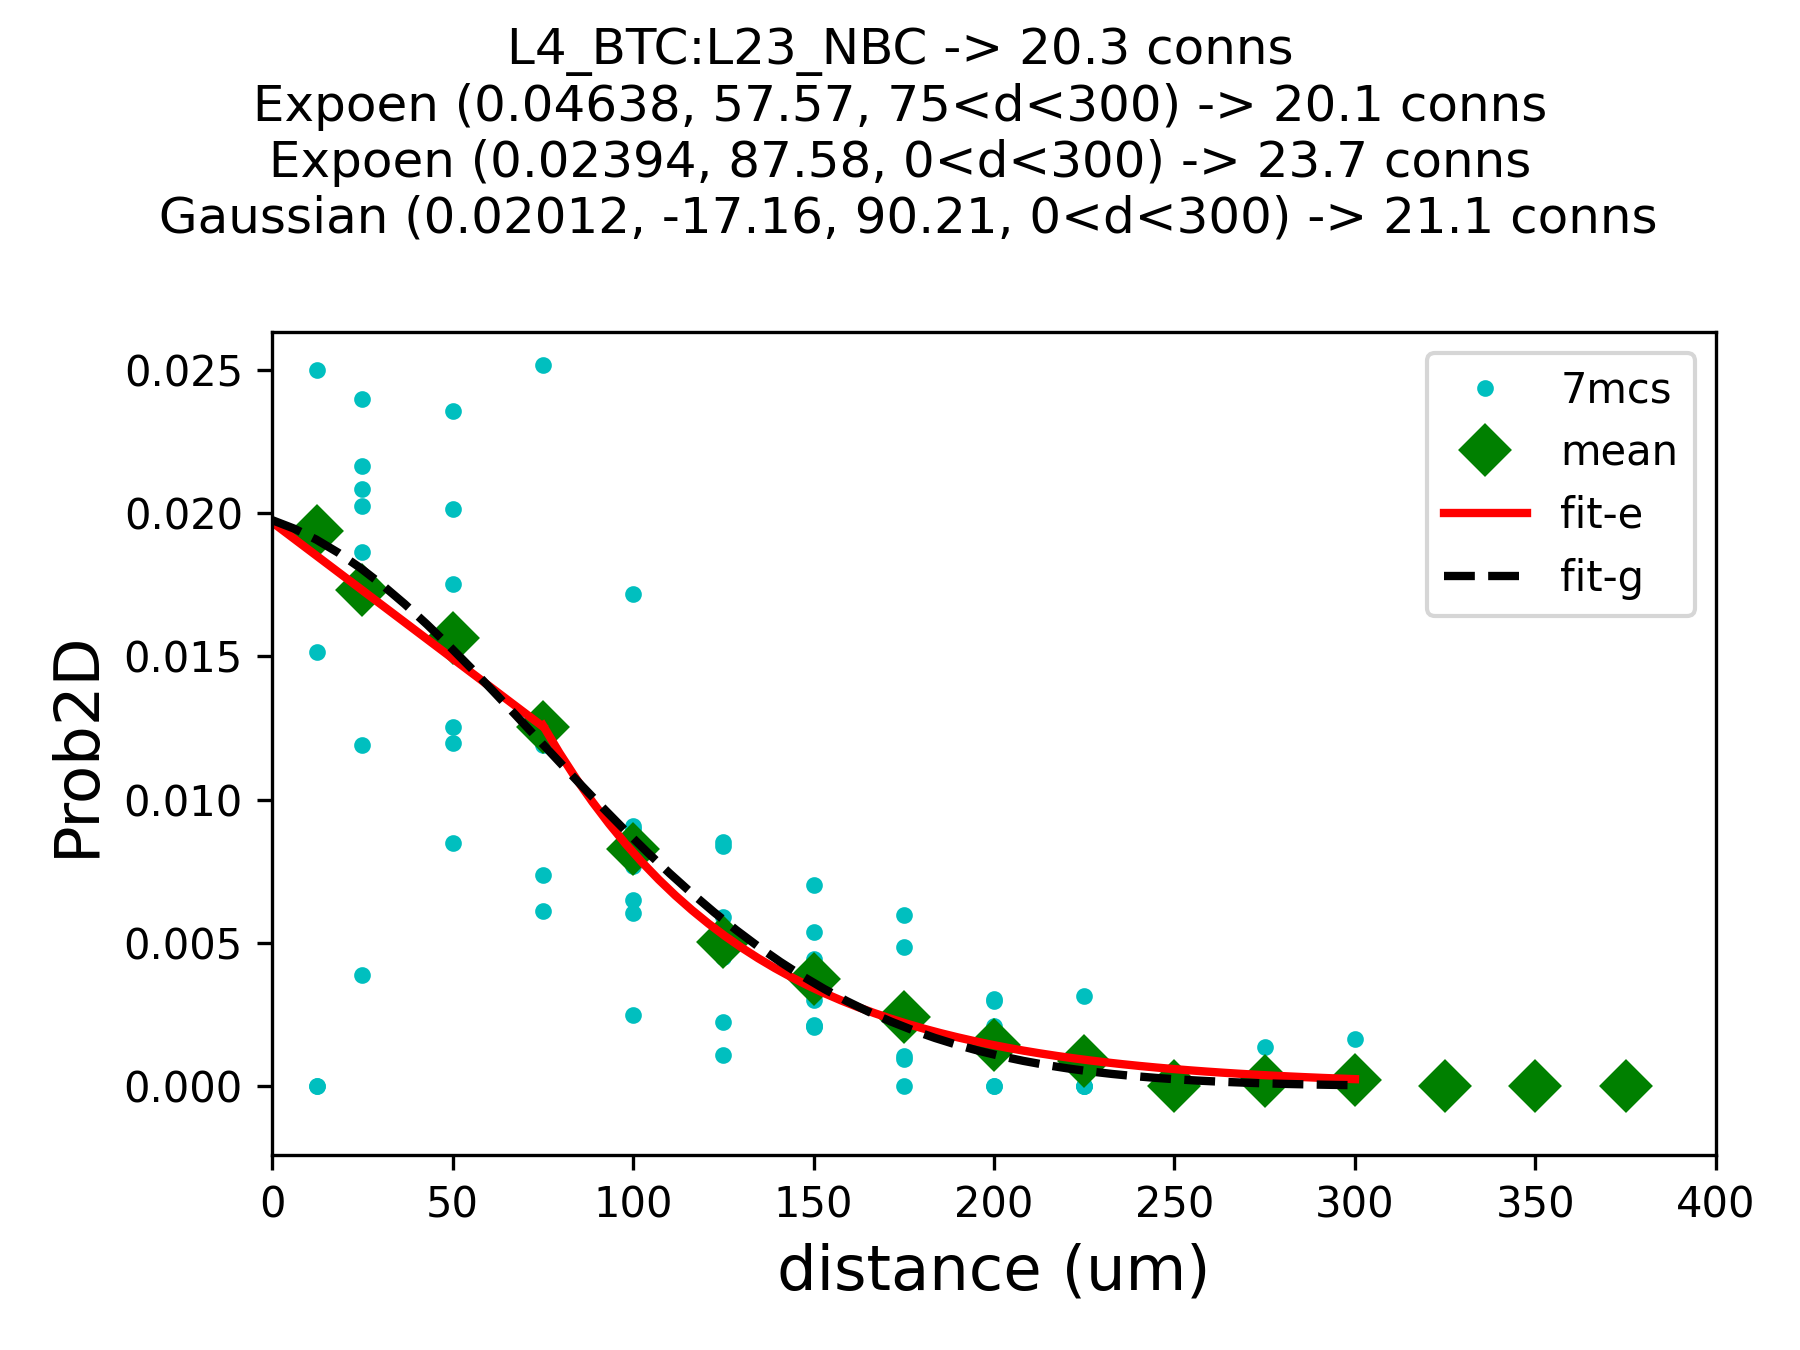 L4_BTC:L23_NBC -> 20.3 conns
Expoen (0.04638, 57.57, 75<d<300) -> 20.1 conns
Expoen (0.02394, 87.58, 0<d<300) -> 23.7 conns
Gaussian (0.02012, -17.16, 90.21, 0<d<300) -> 21.1 conns
7mcs
mean
fit-e
fit-g
Prob2D
0.025
0.020
0.015
0.010
0.005
0.000
0 50 100 150 200 250 300 350 400
distance (um)